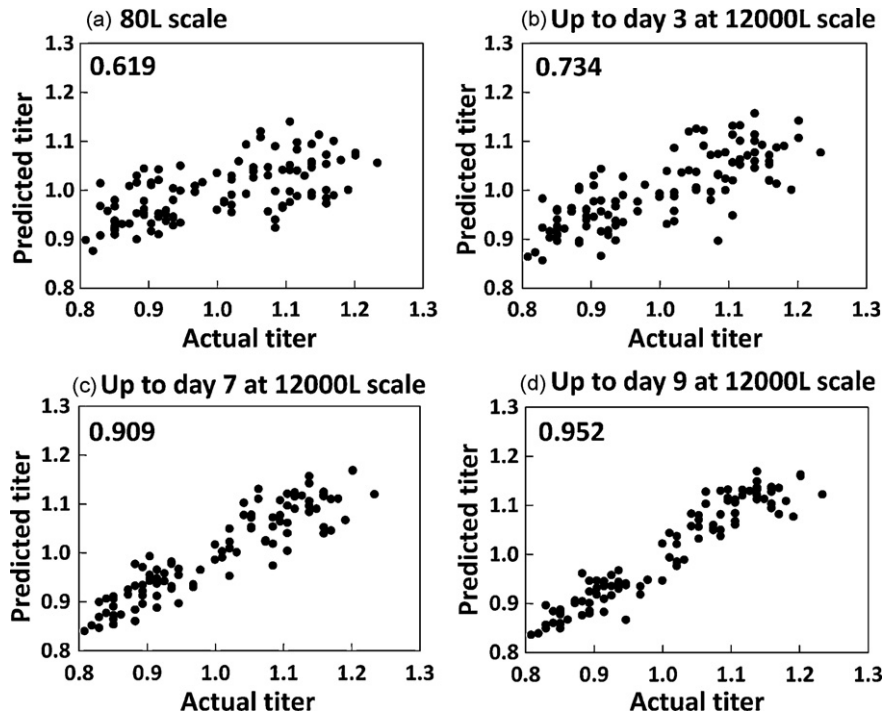 (a) 80L scale
(b) Up to day 3 at 12000L scale
1.3
1.2
1.1
1.0
0.9
0.8
0.619
Predicted titer
0.8 0.9 1.0 1.1 1.2 1.3
Actual titer
1.3
1.2
1.1
1.0
0.9
0.8
0.734
Predicted titer
0.8 0.9 1.0 1.1 1.2 1.3
Actual titer
(c) Up to day 7 at 12000L scale
(d) Up to day 9 at 12000L scale
1.3
1.2
1.1
1.0
0.9
0.8
0.909
Predicted titer
0.8 0.9 1.0 1.1 1.2 1.3
Actual titer
1.3
1.2
1.1
1.0
0.9
0.8
0.952
Predicted titer
0.8 0.9 1.0 1.1 1.2 1.3
Actual titer